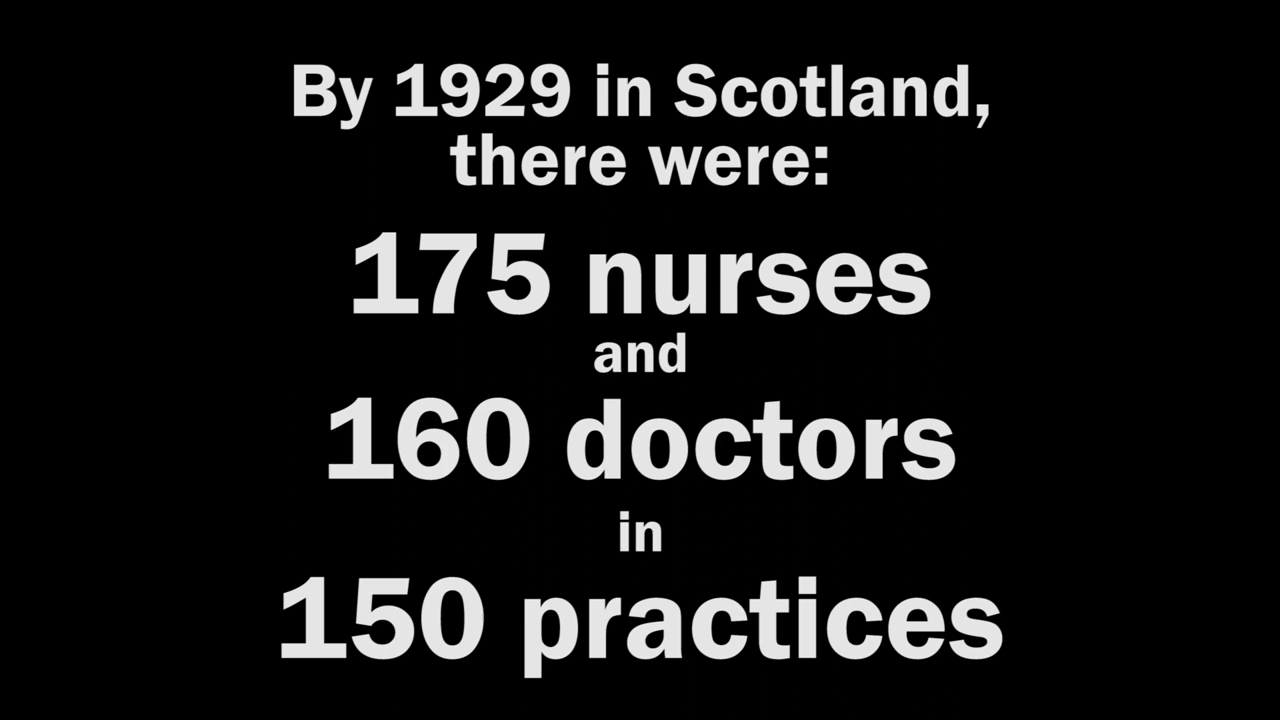 By 1929 in Scotland,
there were:
175 nurses
and
160 doctors
in
150 practices